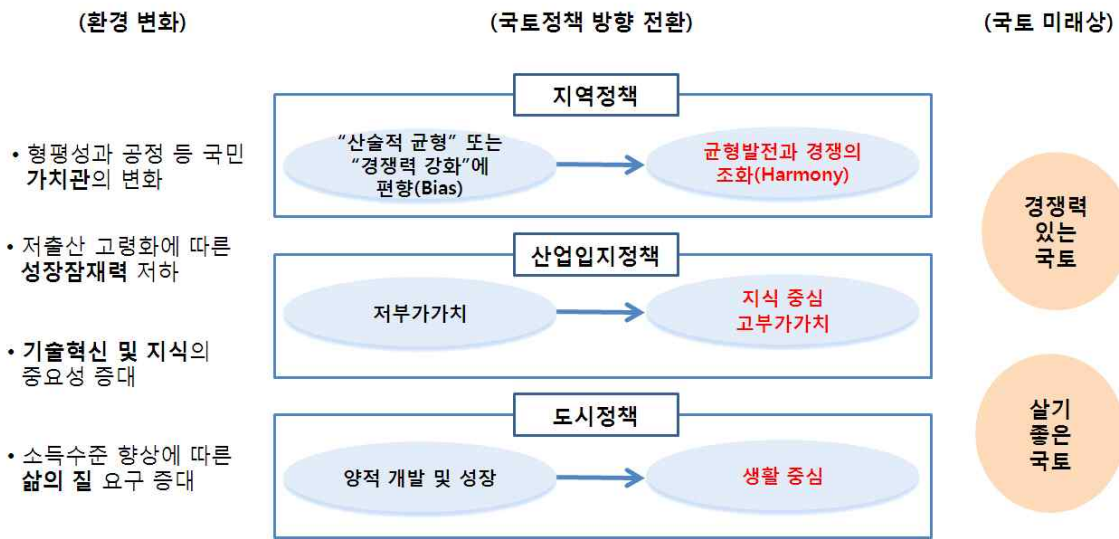 (환경 변화)
(국토정책 방향 전환)
(국토 미래상)
• 형평성과 공정 등 국민
가치관의 변화
• 저출산 고령화에 따른
성장잠재력 저하
• 기술혁신 및 지식의
중요성 증대
• 소득수준 향상에 따른
삶의 질 요구 증대
지역정책
“산술적 균형” 또는
“경쟁력 강화”에
편향(Bias)
균형발전과 경쟁의
조화(Harmony)
산업입지정책
저부가가치
지식 중심
고부가가치
도시정책
양적 개발 및 성장
생활 중심
경쟁력
있는
국토
살기
좋은
국토